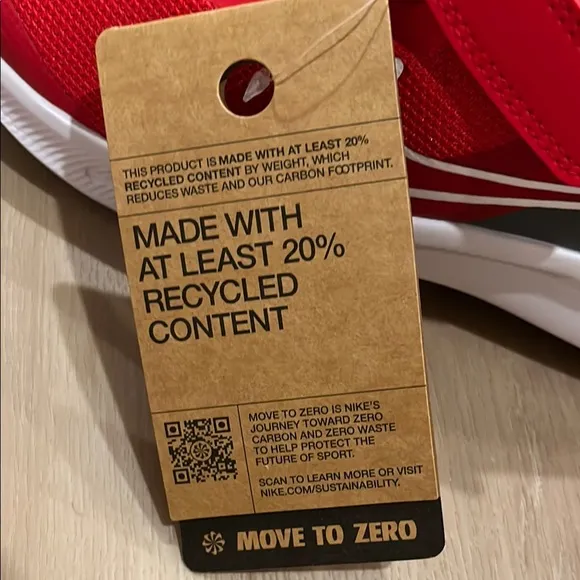 THIS PRODUCT IS MADE WITH AT LEAST 20%
RECYCLED CONTENT BY WEIGHT, WHICH
REDUCES WASTE AND OUR CARBON FOOTPRINT.
MADE WITH
AT LEAST 20%
RECYCLED
CONTENT
MOVE TO ZERO IS NIKE'S
JOURNEY TOWARD ZERO
CARBON AND ZERO WASTE
TO HELP PROTECT THE
FUTURE OF SPORT.
SCAN TO LEARN MORE OR VISIT
NIKE.COM/SUSTAINABILITY.
MOVE TO ZERO